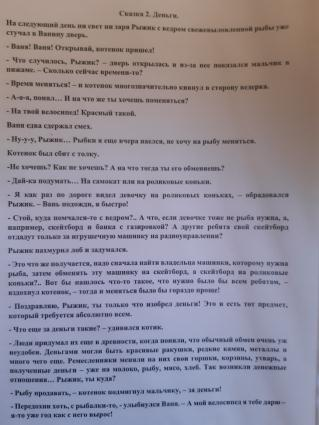 Сказка 2. Деньги.
На следующий день ни свет ни заря Рыжик с ведром свежевыловленной рыбы уже
стучал в Ванину дверь.
- Ваня! Ваня! Открывай, котенок пришел!
- Что случилось, Рыжик? – дверь открылась и из-за нее показался мальчик в
пижаме. – Сколько сейчас времени-то?
- Время меняться! – и котенок многозначительно кивнул в сторону ведерка.
- А-а-а, понял… И на что же ты хочешь поменяться?
- На твой велосипед! Красный такой.
Ваня едва сдержал смех.
- Ну-у-у, Рыжик… Рыбки я еще вчера наелся, не хочу на рыбу меняться.
Котенок был сбит с толку.
-Не хочешь? Как не хочешь? А на что тогда ты его обменяешь?
- Дай-ка подумать… На самокат или на роликовые коньки.
- Я как раз по дороге видел девочку на роликовых коньках, – обрадовался
Рыжик. – Вань, подожди, я быстро!
- Стой, куда помчался-то с ведром?.. А что, если девочке тоже не рыба нужна, а,
например, скейтборд и банка с газировкой? А другие ребята свой скейтборд
отдадут только за игрушечную машинку на радиоуправлении?
Рыжик нахмурил лоб и задумался.
- Это что же получается, надо сначала найти владельца машинки, которому нужна
рыба, затем обменять эту машинку на скейтборд, а скейтборд на роликовые
коньки?.. Вот бы нашлось что-то такое, что нужно было бы всем ребятам, –
вздохнул котенок, – тогда и меняться было бы гораздо проще!
- Поздравляю, Рыжик, ты только что изобрел деньги! Это и есть тот предмет,
который требуется абсолютно всем.
- Что еще за деньги такие? – удивился котик.
- Люди придумали их еще в древности, когда поняли, что обычный обмен очень уж
неудобен. Деньгами могли быть красивые ракушки, редкие камни, металлы и
много чего еще. Ремесленники меняли на них свои горшки, корзины, утварь, а
полученные деньги – уже на молоко, рыбу, мясо, хлеб. Так возникли денежные
отношения… Рыжик, ты куда?
- Рыбу продавать, – котенок подмигнул мальчику, – за деньги!
- Передохни хоть, с рыбалки-то, - улыбнулся Ваня. – А мой велосипед я тебе дарю –
я-то уже год как с него вырос!